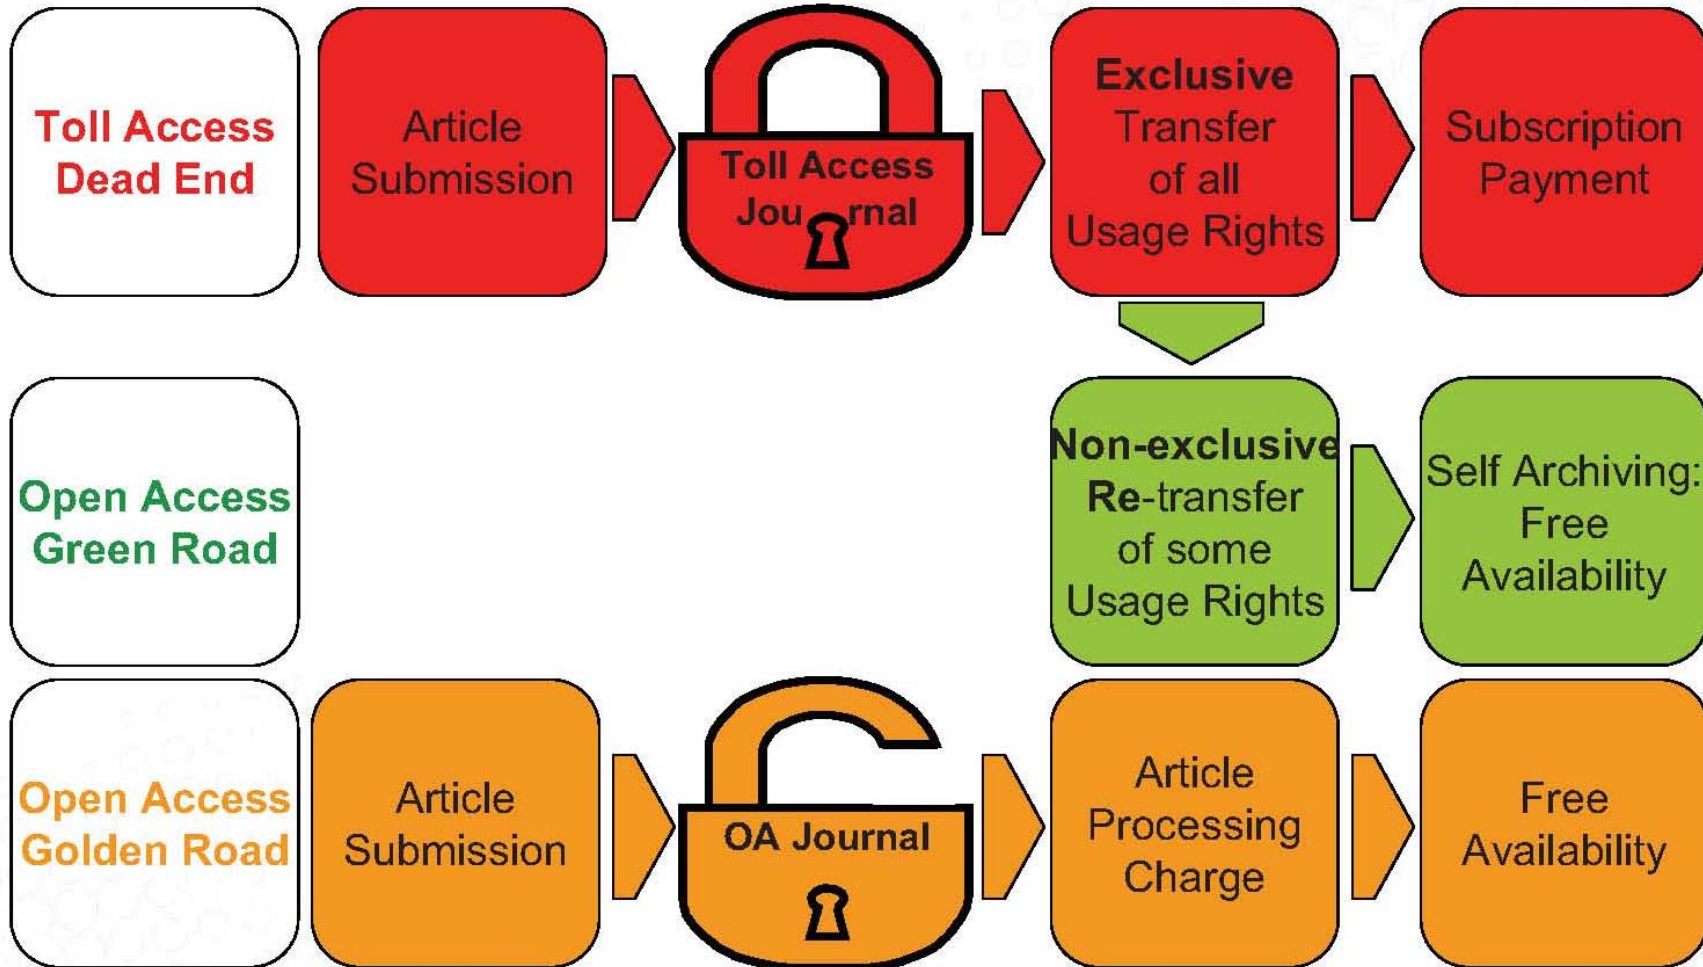 Toll Access
Dead End
Article
Submission
Toll Access
Journal
Exclusive
Transfer
of all
Usage Rights
Subscription
Payment
Open Access
Green Road
Non-exclusive
Re-transfer
of some
Usage Rights
Self Archiving:
Free
Availability
Open Access
Golden Road
Article
Submission
OA Journal
Article
Processing
Charge
Free
Availability